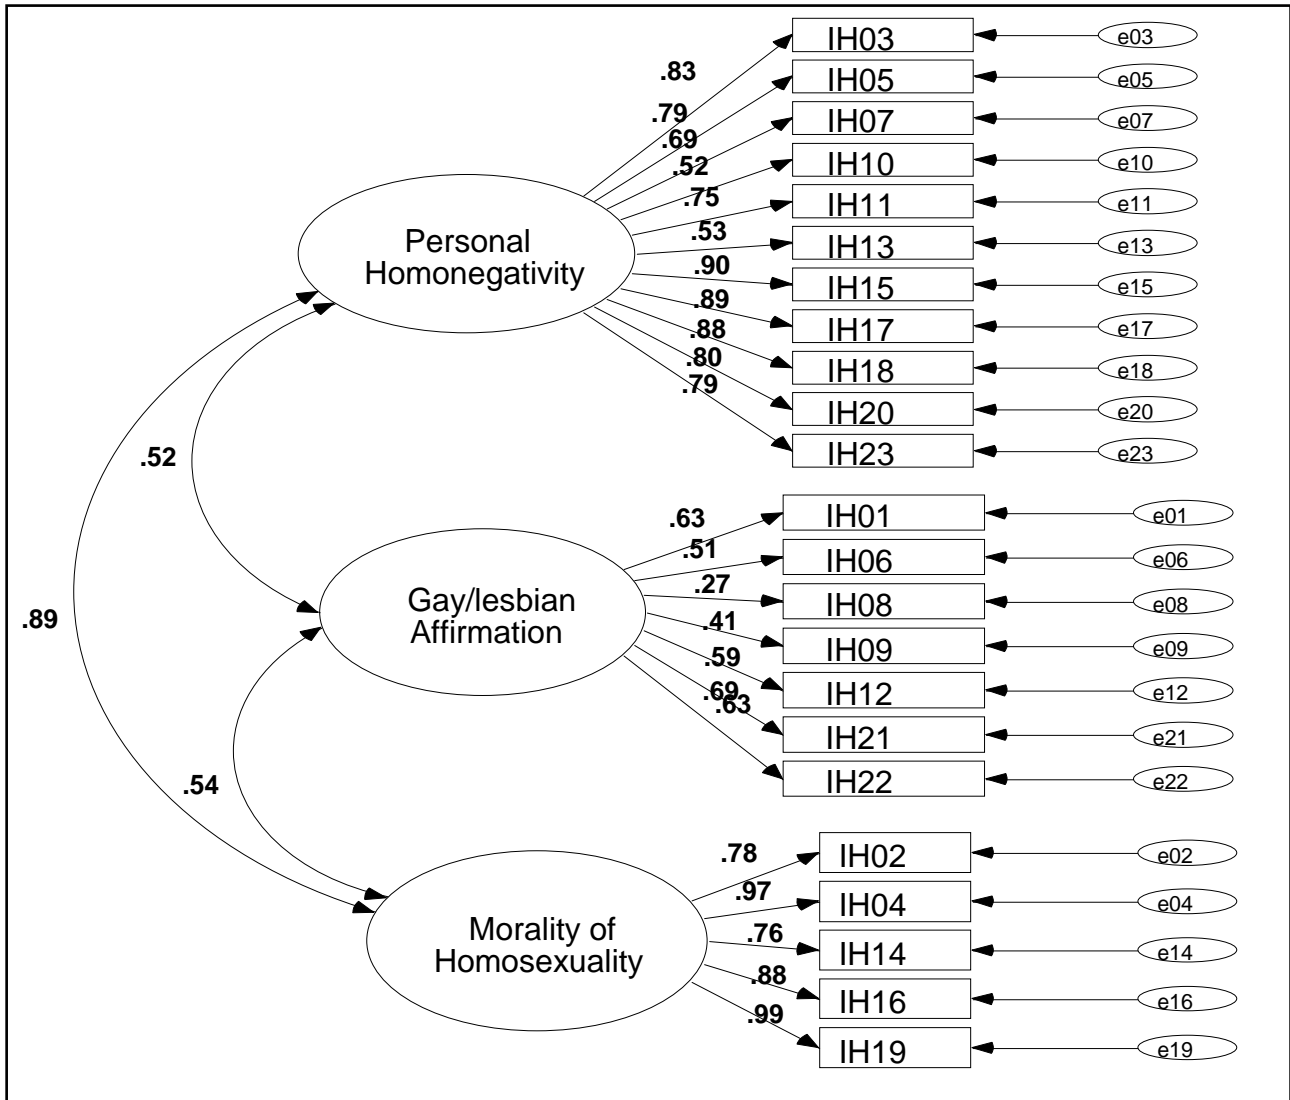 IH03
e03
.83
IH05
e05
.79
IH07
e07
.69
IH10
e10
.52
IH11
e11
.75
IH13
e13
.53
Personal
Homonegativity
IH15
e15
.90
IH17
e17
.89
IH18
e18
.88
IH20
e20
.80
IH23
e23
.79
.52
IH01
e01
.63
IH06
e06
.51
IH08
e08
.27
Gay/lesbian
Affirmation
IH09
e09
.41
.89
IH12
e12
.59
IH21
e21
.69
.63
IH22
e22
.54
IH02
e02
.78
IH04
e04
.97
Morality of
Homosexuality
IH14
e14
.76
IH16
e16
.88
IH19
e19
.99